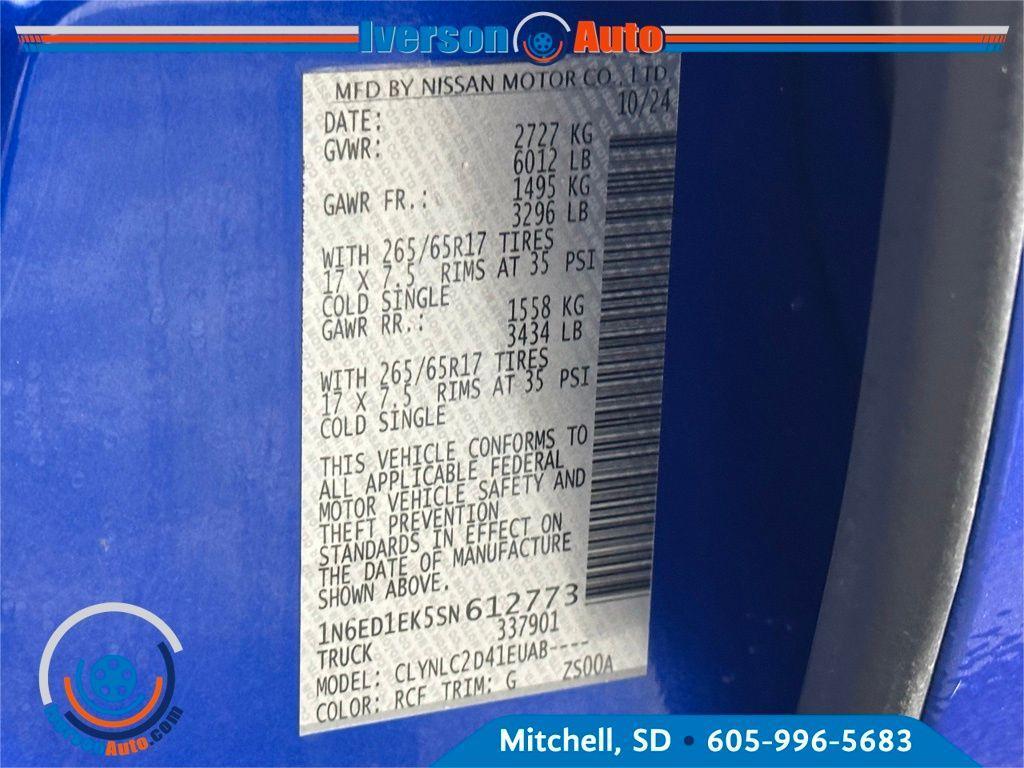 Iverson Auto
MFD BY NISSAN MOTOR CO., LTD.
DATE: 10/24
GVWR: 2727 KG
6012 LB
GAWR FR.: 1495 KG
3296 LB
WITH 265/65R17 TIRES
17 X 7.5 RIMS AT 35 PSI
COLD SINGLE
GAWR RR.: 1558 KG
3434 LB
WITH 265/65R17 TIRES
17 X 7.5 RIMS AT 35 PSI
COLD SINGLE
THIS VEHICLE CONFORMS TO
ALL APPLICABLE FEDERAL
MOTOR VEHICLE SAFETY AND
THEFT PREVENTION
STANDARDS IN EFFECT ON
THE DATE OF MANUFACTURE
SHOWN ABOVE.
1N6ED1EK5SN612773
TRUCK 337901
MODEL: CLYNLC2D41EUAB----
COLOR: RCF TRIM: G ZS00A
IversonAuto.com
Mitchell, SD • 605-996-5683